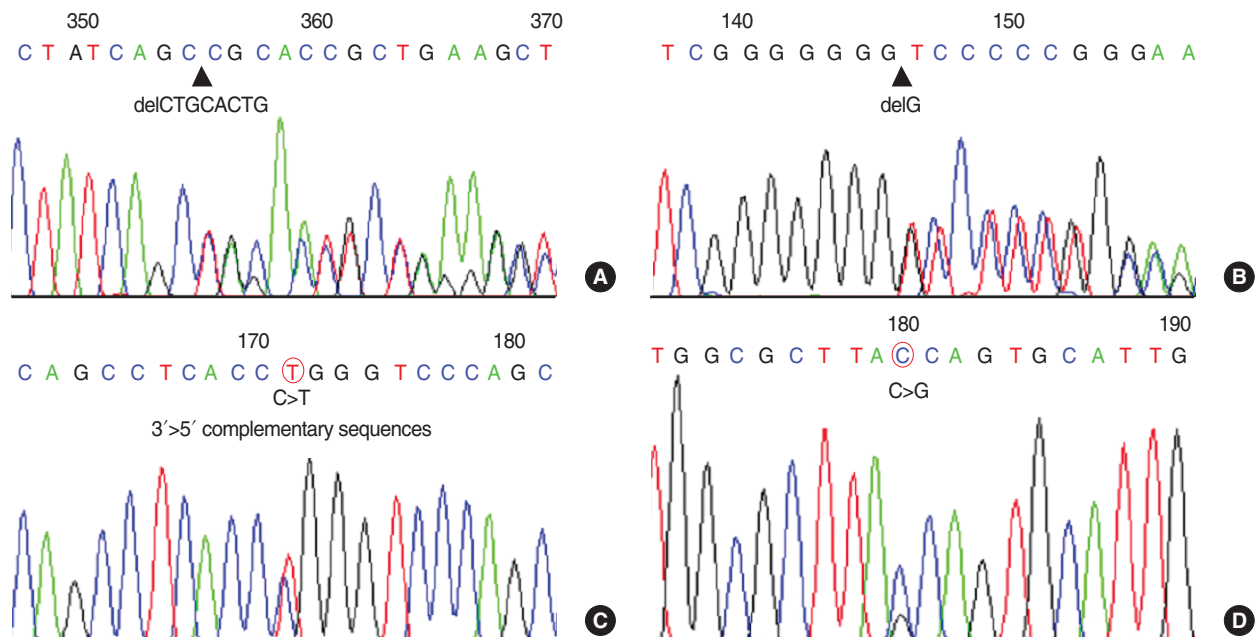 350 360 370
C T A T C A G C C G C A C C G C T G A A G C T
delCTGCACTG
A
140 150
T C G G G G G G G T C C C C C G G G A A
delG
B
170 180
C A G C C T C A C C T G G G T C C C A G C
C>T
3′>5′ complementary sequences
C
180 190
T G G C G C T T A C C A G T G C A T T G
C>G
D